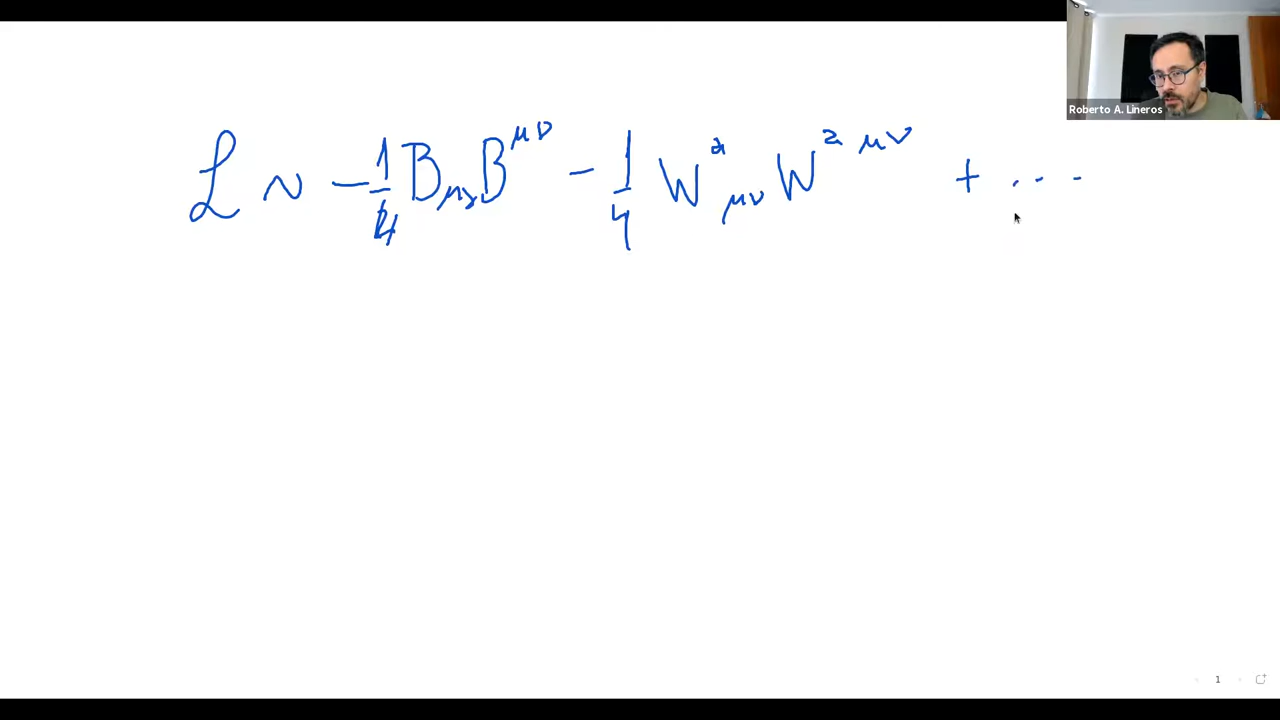 Roberto A. Lineros
ℒ ~ -1/4 B_μν B^μν - 1/4 W^a_μν W^a μν + ...
1